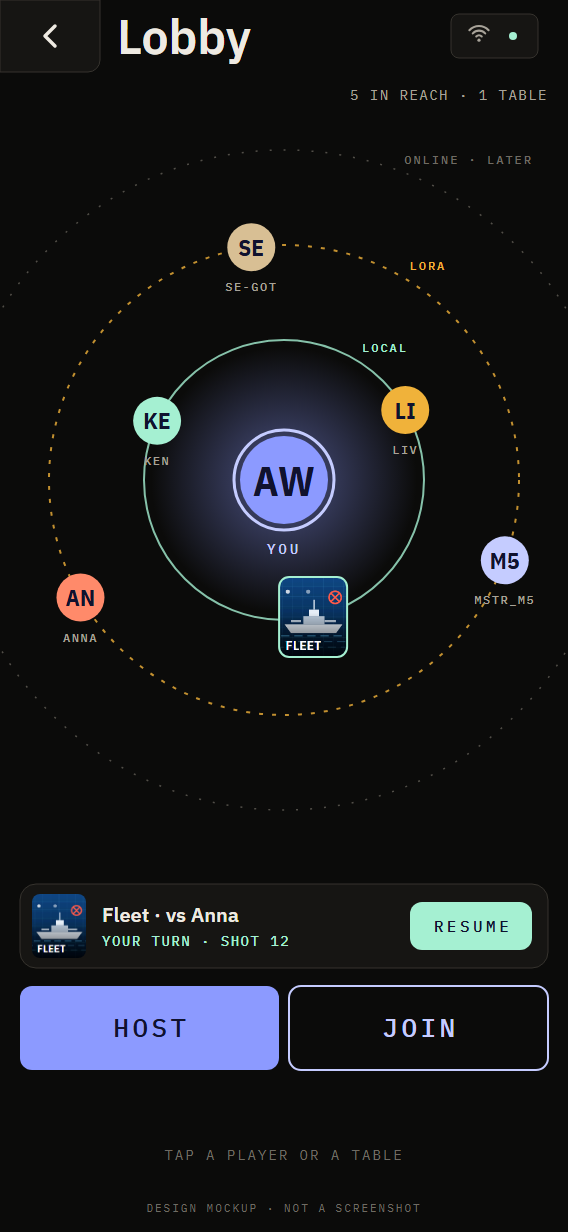 Lobby
5 IN REACH · 1 TABLE
ONLINE · LATER
SE
SE-GOT
LORA
LOCAL
KE
KEN
LI
LIV
AW
YOU
M5
MSTR_M5
AN
ANNA
FLEET
FLEET
Fleet · vs Anna
YOUR TURN · SHOT 12
RESUME
HOST
JOIN
TAP A PLAYER OR A TABLE
DESIGN MOCKUP · NOT A SCREENSHOT